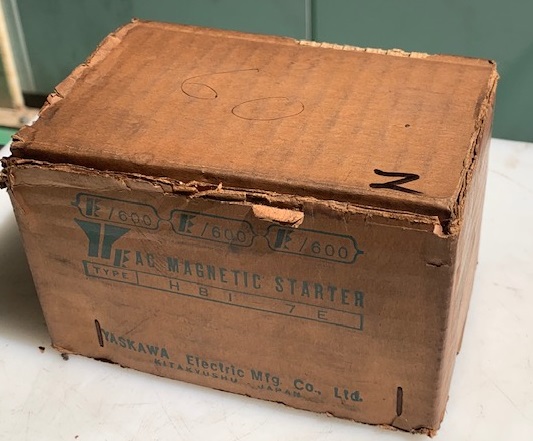 60
N
E/600 E/600 E/600
AC MAGNETIC STARTER
TYPE HBI-7E
YASKAWA Electric Mfg. Co., Ltd.
KITAKYUSHU JAPAN